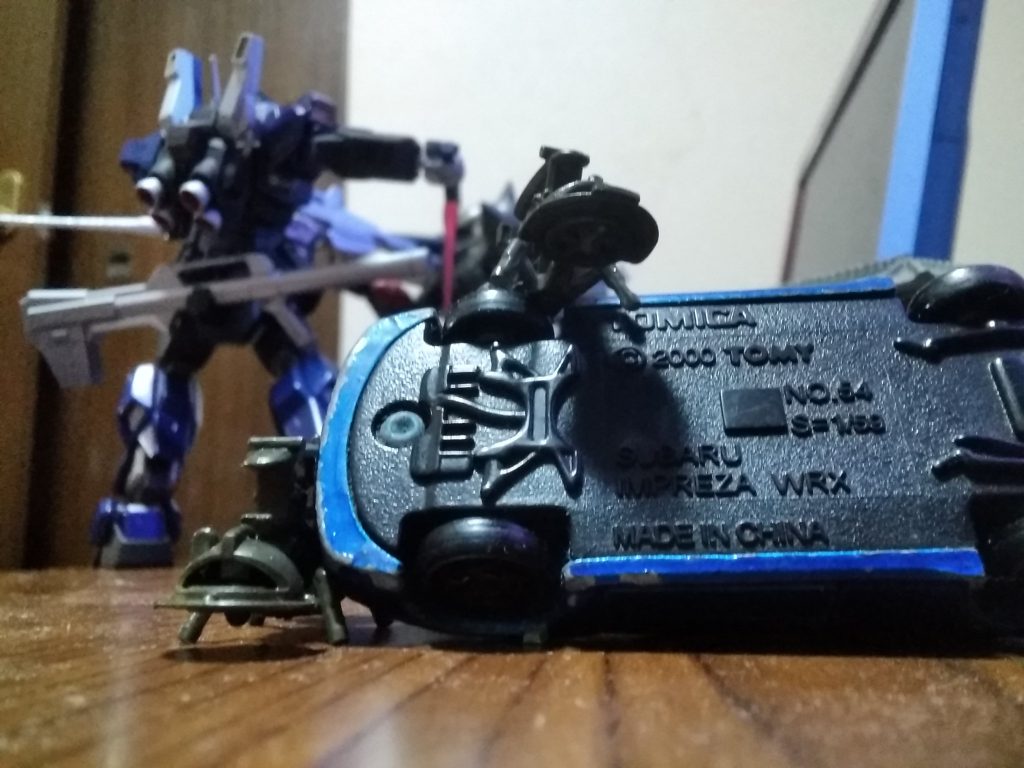 TOMICA
© 2000 TOMY
NO.64
S=1/58
SUBARU
IMPREZA WRX
MADE IN CHINA